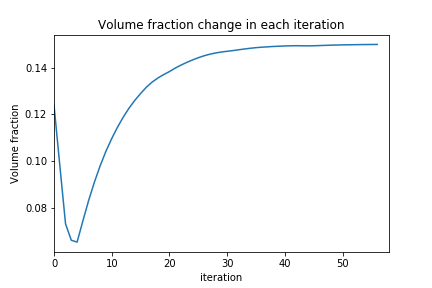 Volume fraction change in each iteration
Volume fraction
0.14
0.12
0.10
0.08
0 10 20 30 40 50
iteration